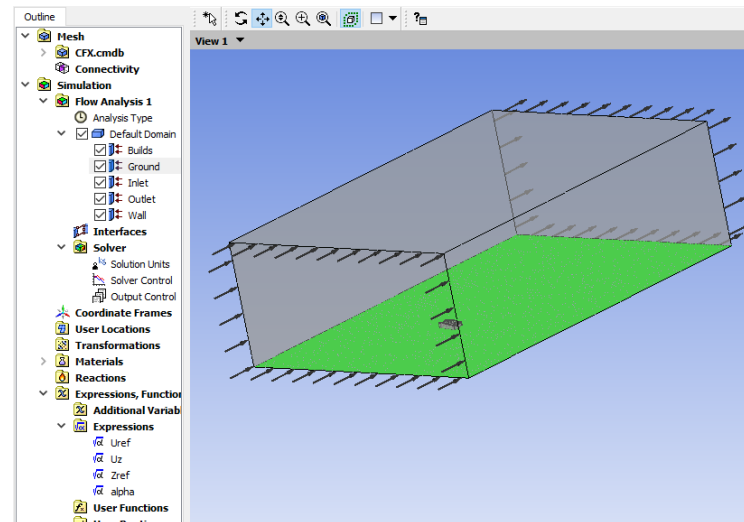 Outline
View 1
Mesh
CFX.cmdb
Connectivity
Simulation
Flow Analysis 1
Analysis Type
Default Domain
Builds
Ground
Inlet
Outlet
Wall
Interfaces
Solver
Solution Units
Solver Control
Output Control
Coordinate Frames
User Locations
Transformations
Materials
Reactions
Expressions, Function
Additional Variabl
Expressions
Uref
Uz
Zref
alpha
User Functions